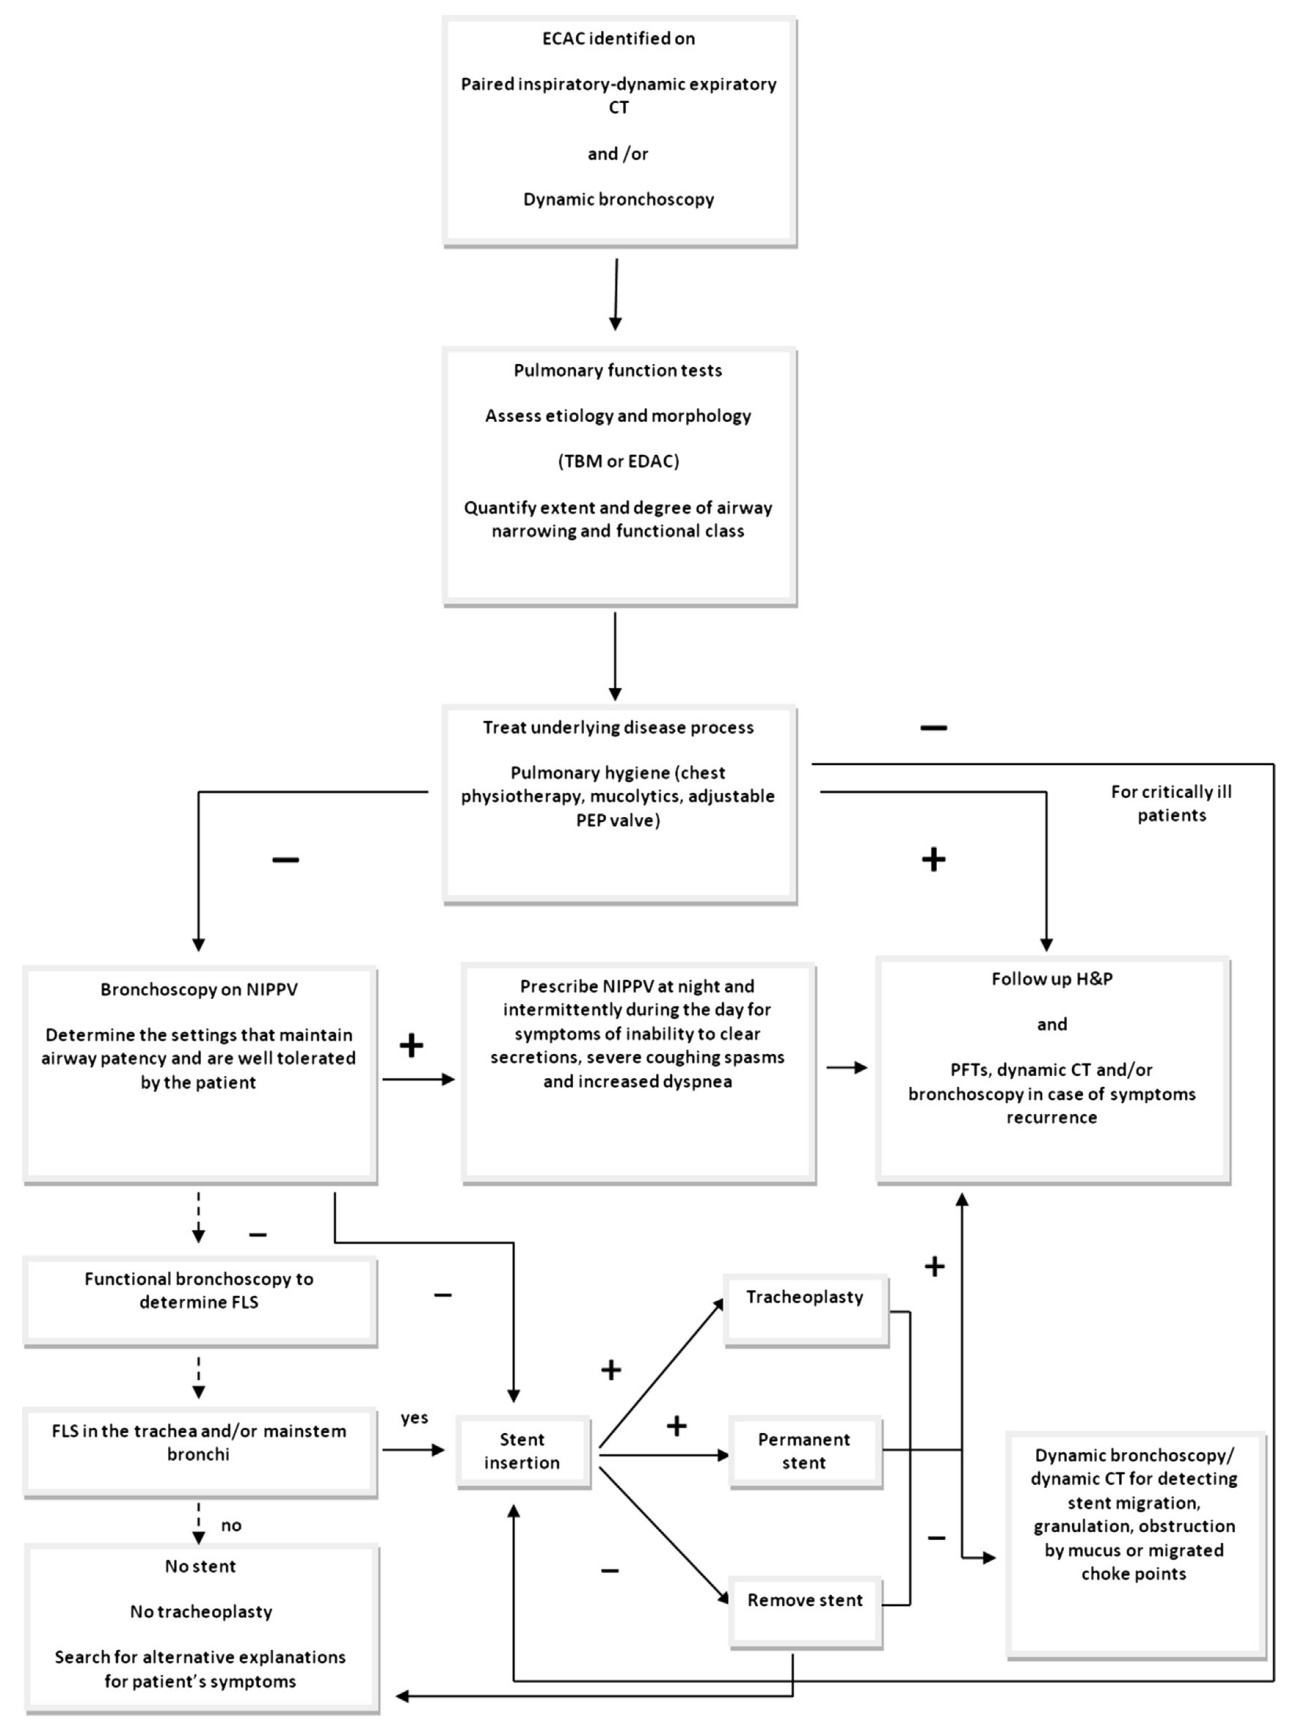 ECAC identified on
Paired inspiratory-dynamic expiratory
CT
and /or
Dynamic bronchoscopy
Pulmonary function tests
Assess etiology and morphology
(TBM or EDAC)
Quantify extent and degree of airway
narrowing and functional class
Treat underlying disease process
Pulmonary hygiene (chest
physiotherapy, mucolytics, adjustable
PEP valve)
−
For critically ill
patients
−
+
Bronchoscopy on NIPPV
Determine the settings that maintain
airway patency and are well tolerated
by the patient
+
Prescribe NIPPV at night and
intermittently during the day for
symptoms of inability to clear
secretions, severe coughing spasms
and increased dyspnea
Follow up H&P
and
PFTs, dynamic CT and/or
bronchoscopy in case of symptoms
recurrence
−
Functional bronchoscopy to
determine FLS
−
FLS in the trachea and/or mainstem
bronchi
yes
no
No stent
No tracheoplasty
Search for alternative explanations
for patient's symptoms
Stent
insertion
+
+
−
Tracheoplasty
Permanent
stent
Remove stent
+
−
Dynamic bronchoscopy/
dynamic CT for detecting
stent migration,
granulation, obstruction
by mucus or migrated
choke points